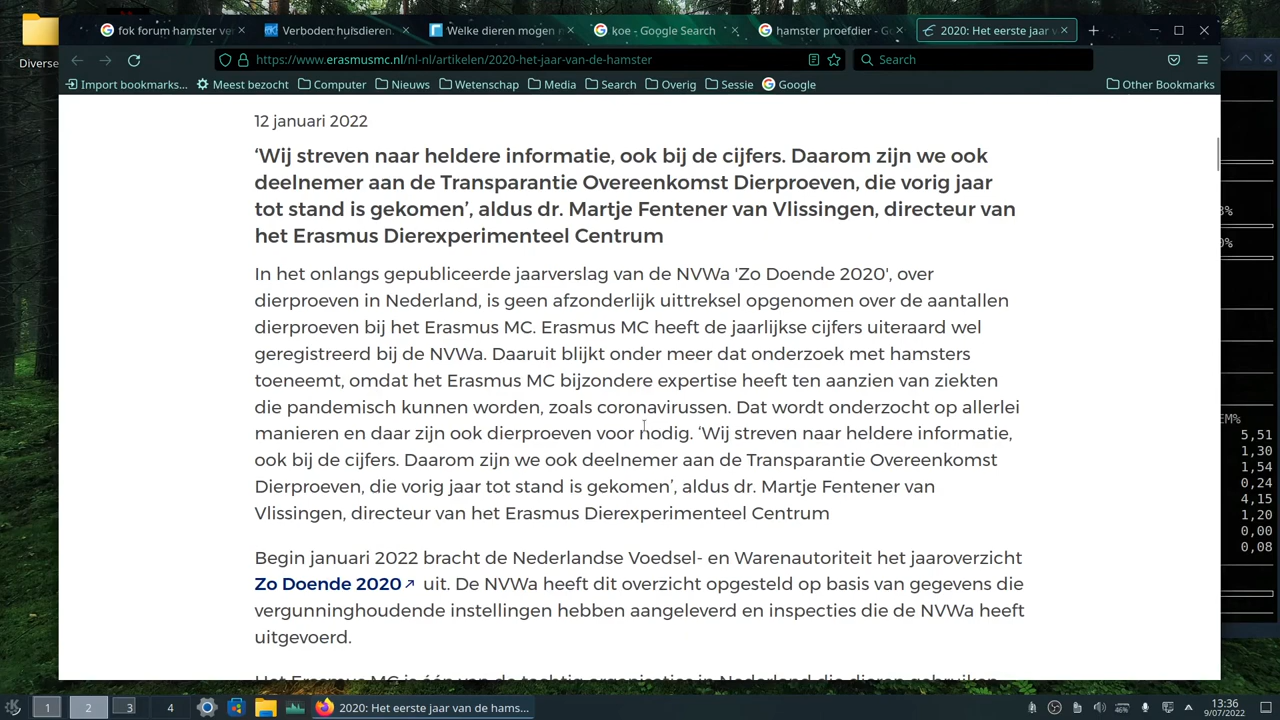 fok forum hamster ver
Verboden huisdieren.
Welke dieren mogen
koe - Google Search
hamster proefdier - Go
2020: Het eerste jaar v
Diverse
https://www.erasmusmc.nl/nl-nl/artikelen/2020-het-jaar-van-de-hamster
Search
Import bookmarks...
Meest bezocht
Computer
Nieuws
Wetenschap
Media
Search
Overig
Sessie
Google
Other Bookmarks
12 januari 2022
‘Wij streven naar heldere informatie, ook bij de cijfers. Daarom zijn we ook
deelnemer aan de Transparantie Overeenkomst Dierproeven, die vorig jaar
tot stand is gekomen’, aldus dr. Martje Fentener van Vlissingen, directeur van
het Erasmus Dierexperimenteel Centrum
In het onlangs gepubliceerde jaarverslag van de NVWa 'Zo Doende 2020', over
dierproeven in Nederland, is geen afzonderlijk uittreksel opgenomen over de aantallen
dierproeven bij het Erasmus MC. Erasmus MC heeft de jaarlijkse cijfers uiteraard wel
geregistreerd bij de NVWa. Daaruit blijkt onder meer dat onderzoek met hamsters
toeneemt, omdat het Erasmus MC bijzondere expertise heeft ten aanzien van ziekten
die pandemisch kunnen worden, zoals coronavirussen. Dat wordt onderzocht op allerlei
manieren en daar zijn ook dierproeven voor nodig. ‘Wij streven naar heldere informatie,
ook bij de cijfers. Daarom zijn we ook deelnemer aan de Transparantie Overeenkomst
Dierproeven, die vorig jaar tot stand is gekomen’, aldus dr. Martje Fentener van
Vlissingen, directeur van het Erasmus Dierexperimenteel Centrum
Begin januari 2022 bracht de Nederlandse Voedsel- en Warenautoriteit het jaaroverzicht
Zo Doende 2020 uit. De NVWa heeft dit overzicht opgesteld op basis van gegevens die
vergunninghoudende instellingen hebben aangeleverd en inspecties die de NVWa heeft
uitgevoerd.
EM%
5,51
1,30
1,54
0,24
4,15
1,20
0,00
0,08
1
2
3
4
2020: Het eerste jaar van de hams...
46%
13:36
9/07/2022